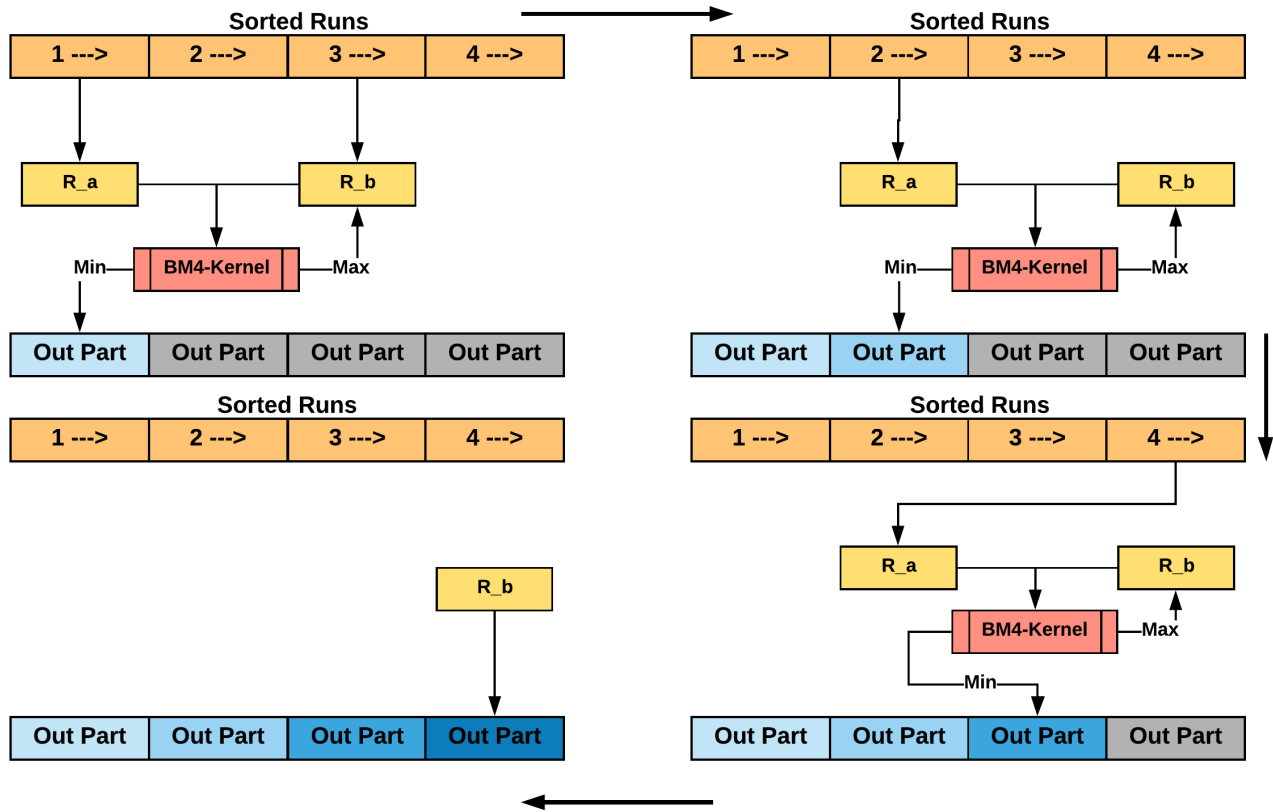 Sorted Runs
1 ---> 2 ---> 3 ---> 4 --->
R_a R_b
Min BM4-Kernel Max
Out Part Out Part Out Part Out Part
Sorted Runs
1 ---> 2 ---> 3 ---> 4 --->
R_a R_b
Min BM4-Kernel Max
Out Part Out Part Out Part Out Part
Sorted Runs
1 ---> 2 ---> 3 ---> 4 --->
R_a R_b
BM4-Kernel Max
Min
Out Part Out Part Out Part Out Part
Sorted Runs
1 ---> 2 ---> 3 ---> 4 --->
R_b
Out Part Out Part Out Part Out Part